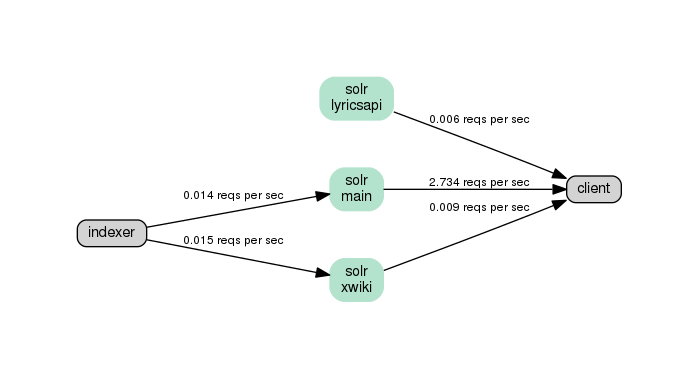 solr
lyricsapi
0.006 reqs per sec
0.014 reqs per sec
solr
main
2.734 reqs per sec
client
0.009 reqs per sec
indexer
0.015 reqs per sec
solr
xwiki